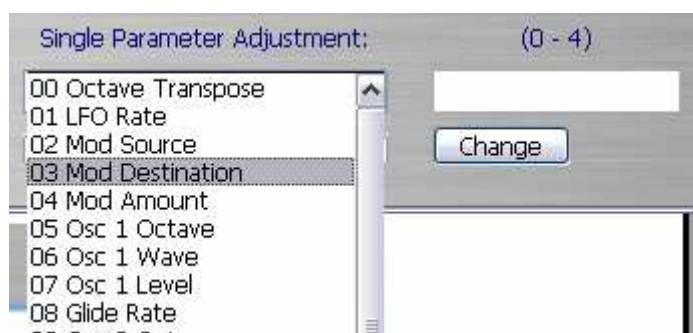 Single Parameter Adjustment: (0 - 4)
00 Octave Transpose
01 LFO Rate
02 Mod Source
Change
03 Mod Destination
04 Mod Amount
05 Osc 1 Octave
06 Osc 1 Wave
07 Osc 1 Level
08 Glide Rate